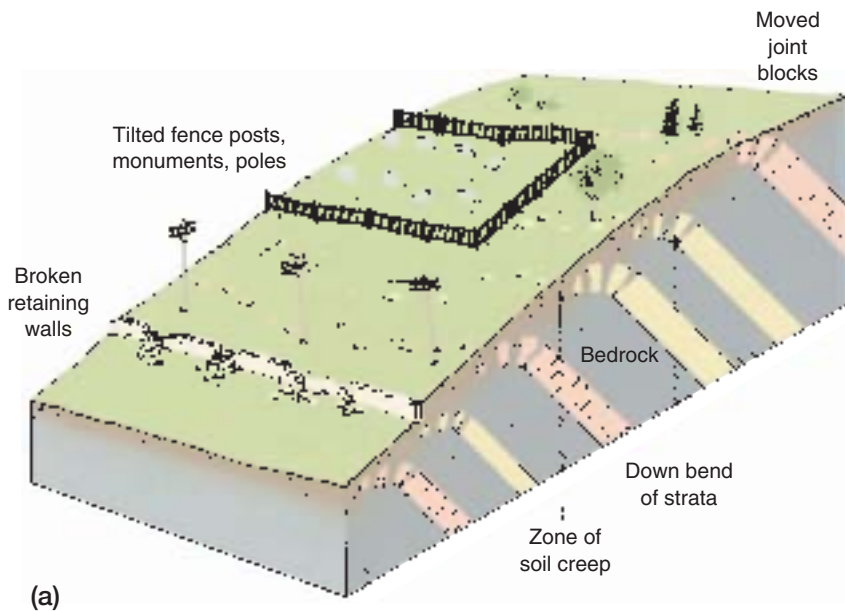 Moved
joint
blocks
Tilted fence posts,
monuments, poles
Broken
retaining
walls
Bedrock
Down bend
of strata
Zone of
soil creep
(a)